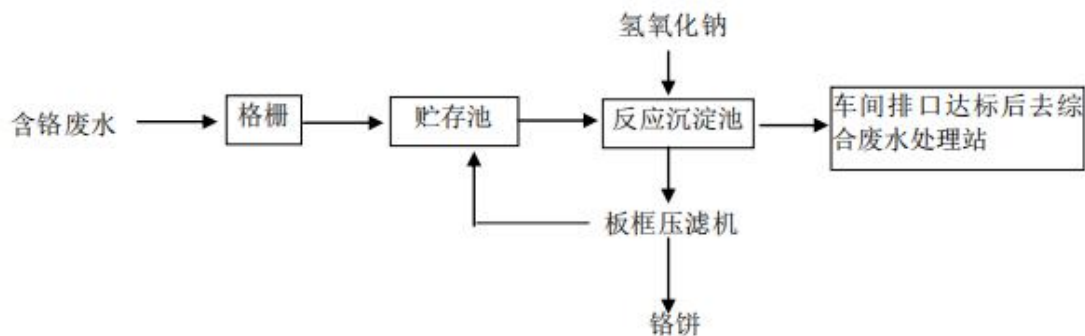 氢氧化钠
含铬废水
格栅
贮存池
反应沉淀池
车间排口达标后去综
合废水处理站
板框压滤机
铬饼